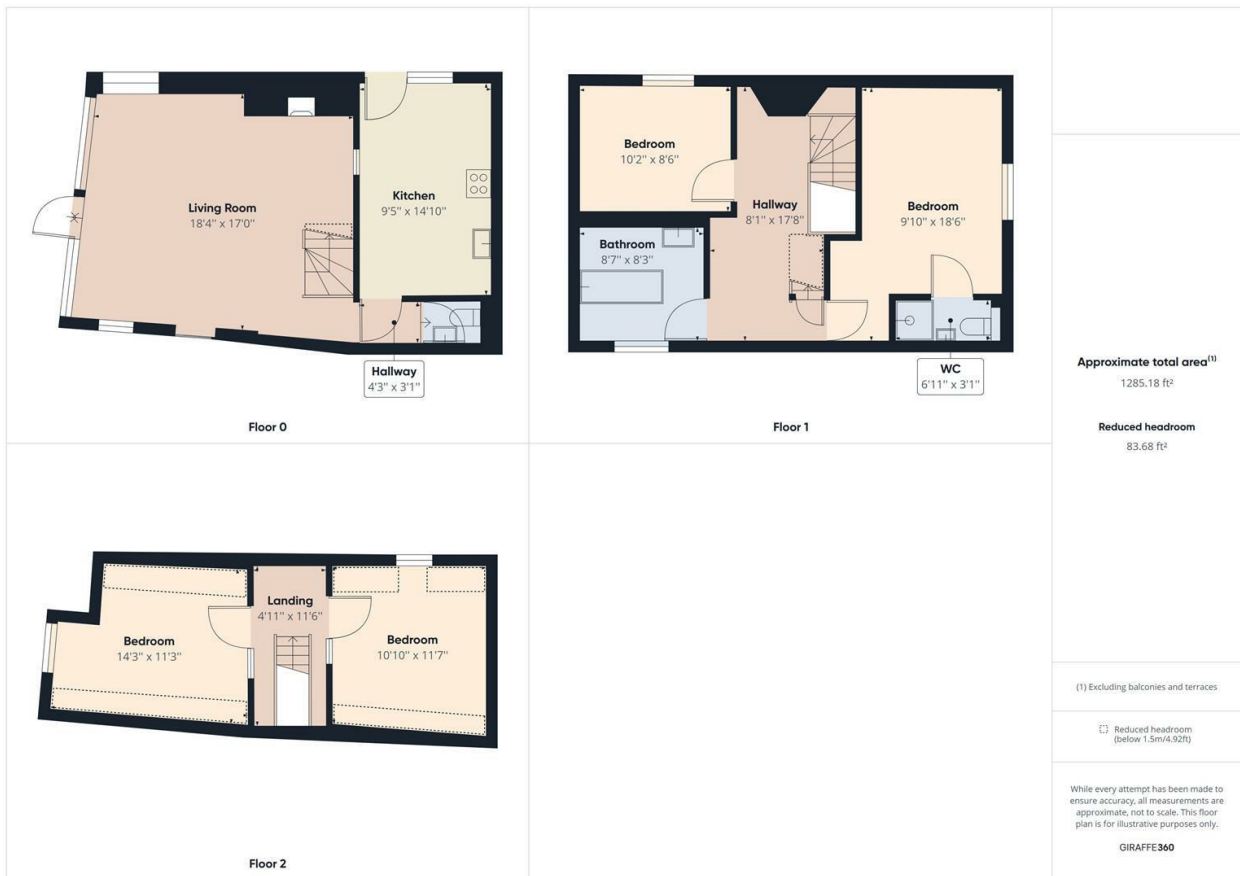 Living Room
18'4" x 17'0"
Kitchen
9'5" x 14'10"
Hallway
4'3" x 3'1"
Floor 0
Bedroom
10'2" x 8'6"
Hallway
8'1" x 17'8"
Bedroom
9'10" x 18'6"
Bathroom
8'7" x 8'3"
WC
6'11" x 3'1"
Floor 1
Landing
4'11" x 11'6"
Bedroom
14'3" x 11'3"
Bedroom
10'10" x 11'7"
Floor 2
Approximate total area(1)
1285.18 ft²
Reduced headroom
83.68 ft²
(1) Excluding balconies and terraces
Reduced headroom
(below 1.5m/4.92ft)
While every attempt has been made to
ensure accuracy, all measurements are
approximate, not to scale. This floor
plan is for illustrative purposes only.
GIRAFFE360